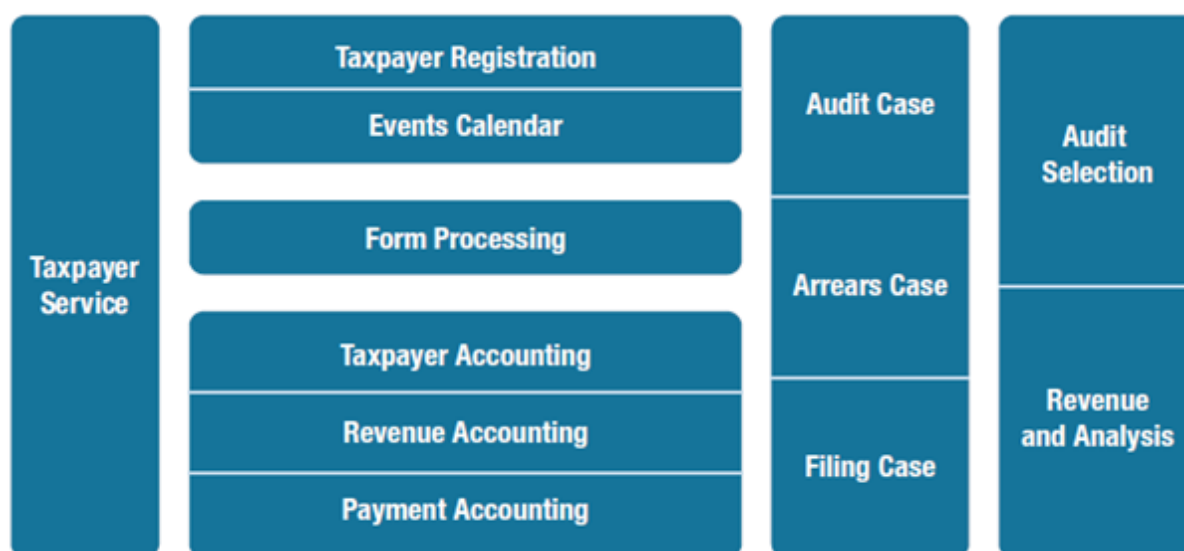 Taxpayer
Service
Taxpayer Registration
Events Calendar
Form Processing
Taxpayer Accounting
Revenue Accounting
Payment Accounting
Audit Case
Arrears Case
Filing Case
Audit
Selection
Revenue
and Analysis